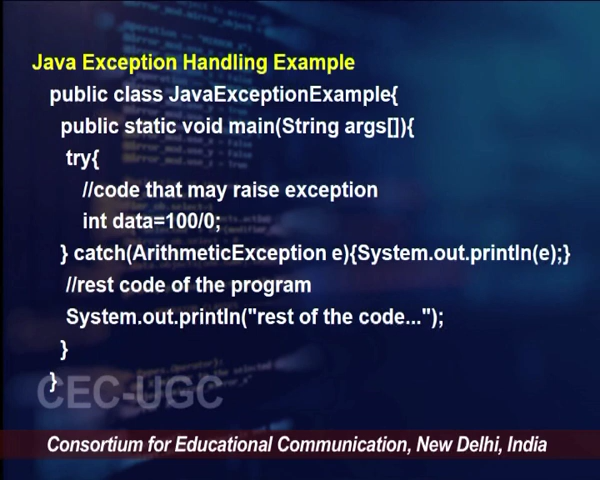 Java Exception Handling Example
public class JavaExceptionExample{
public static void main(String args[]){
try{
//code that may raise exception
int data=100/0;
} catch(ArithmeticException e){System.out.println(e);}
//rest code of the program
System.out.println("rest of the code...");
}
}
CEC-UGC
Consortium for Educational Communication, New Delhi, India